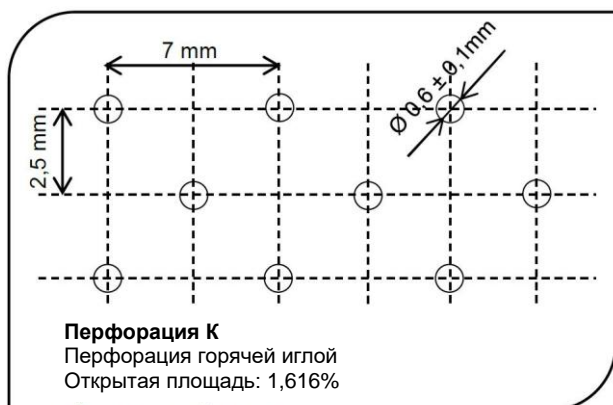 7 mm
Ø 0,6 ± 0,1mm
2,5 mm
Перфорация К
Перфорация горячей иглой
Открытая площадь: 1,616%